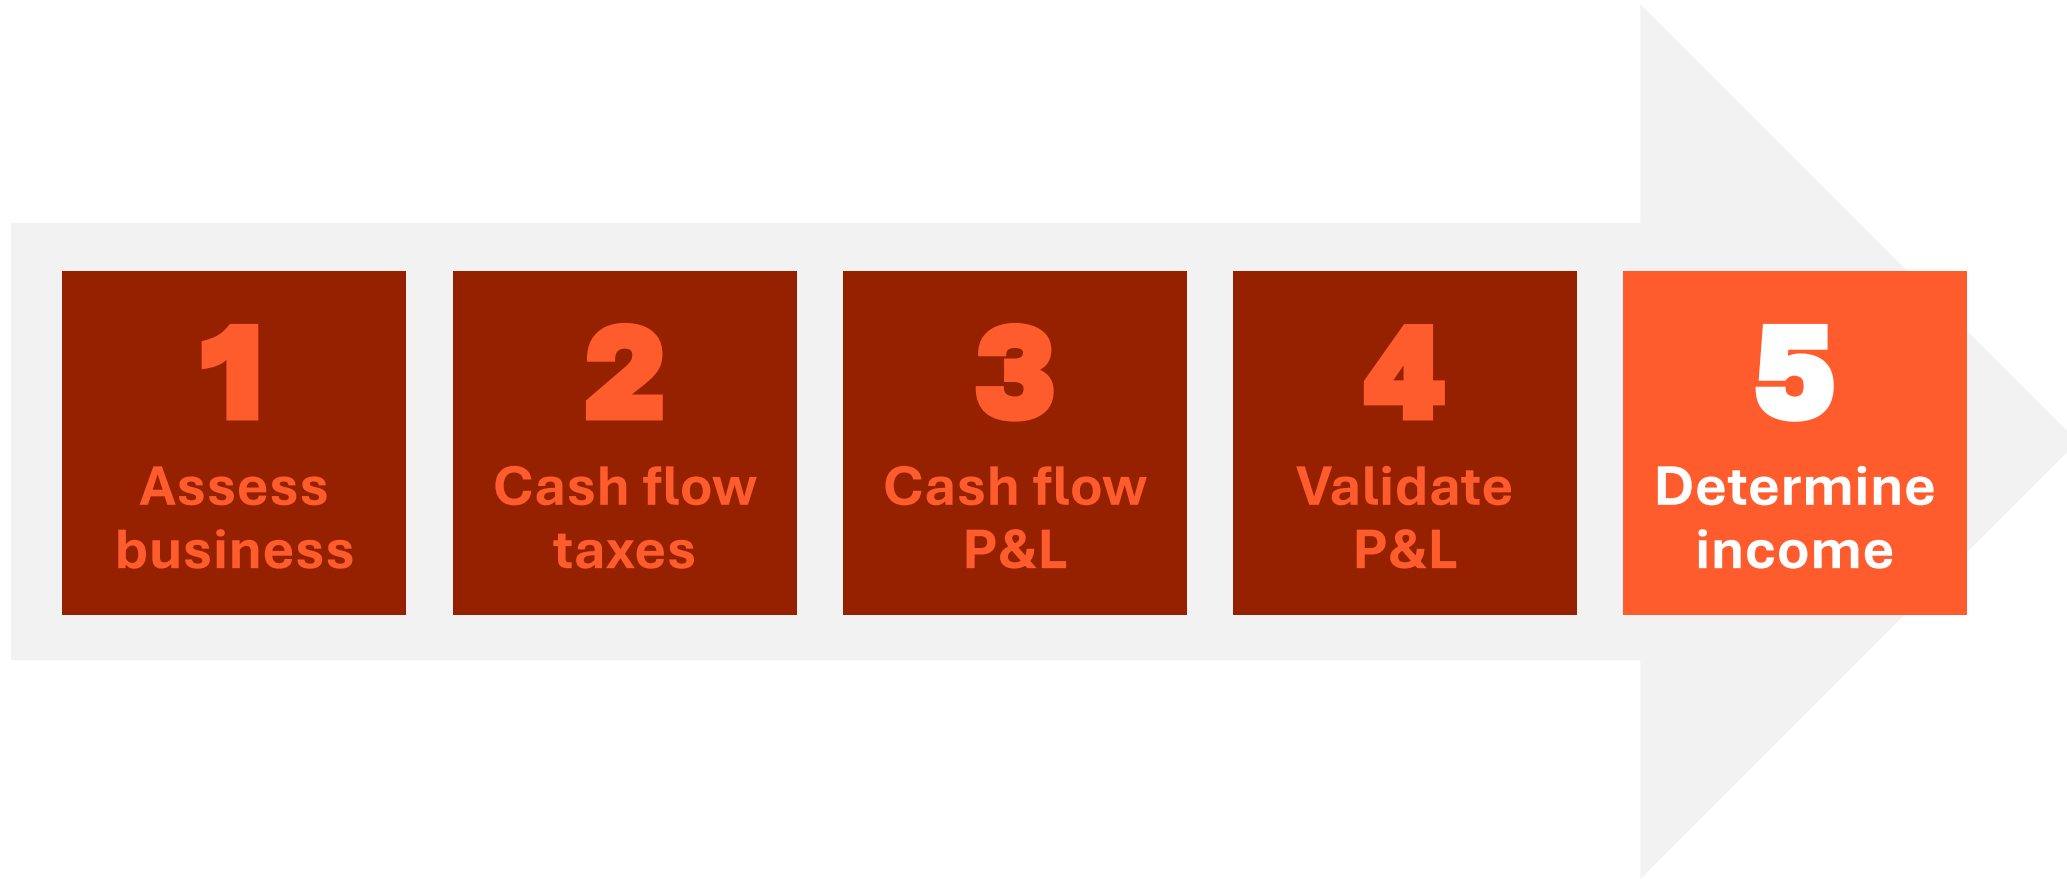 1
Assess
business
2
Cash flow
taxes
3
Cash flow
P&L
4
Validate
P&L
5
Determine
income